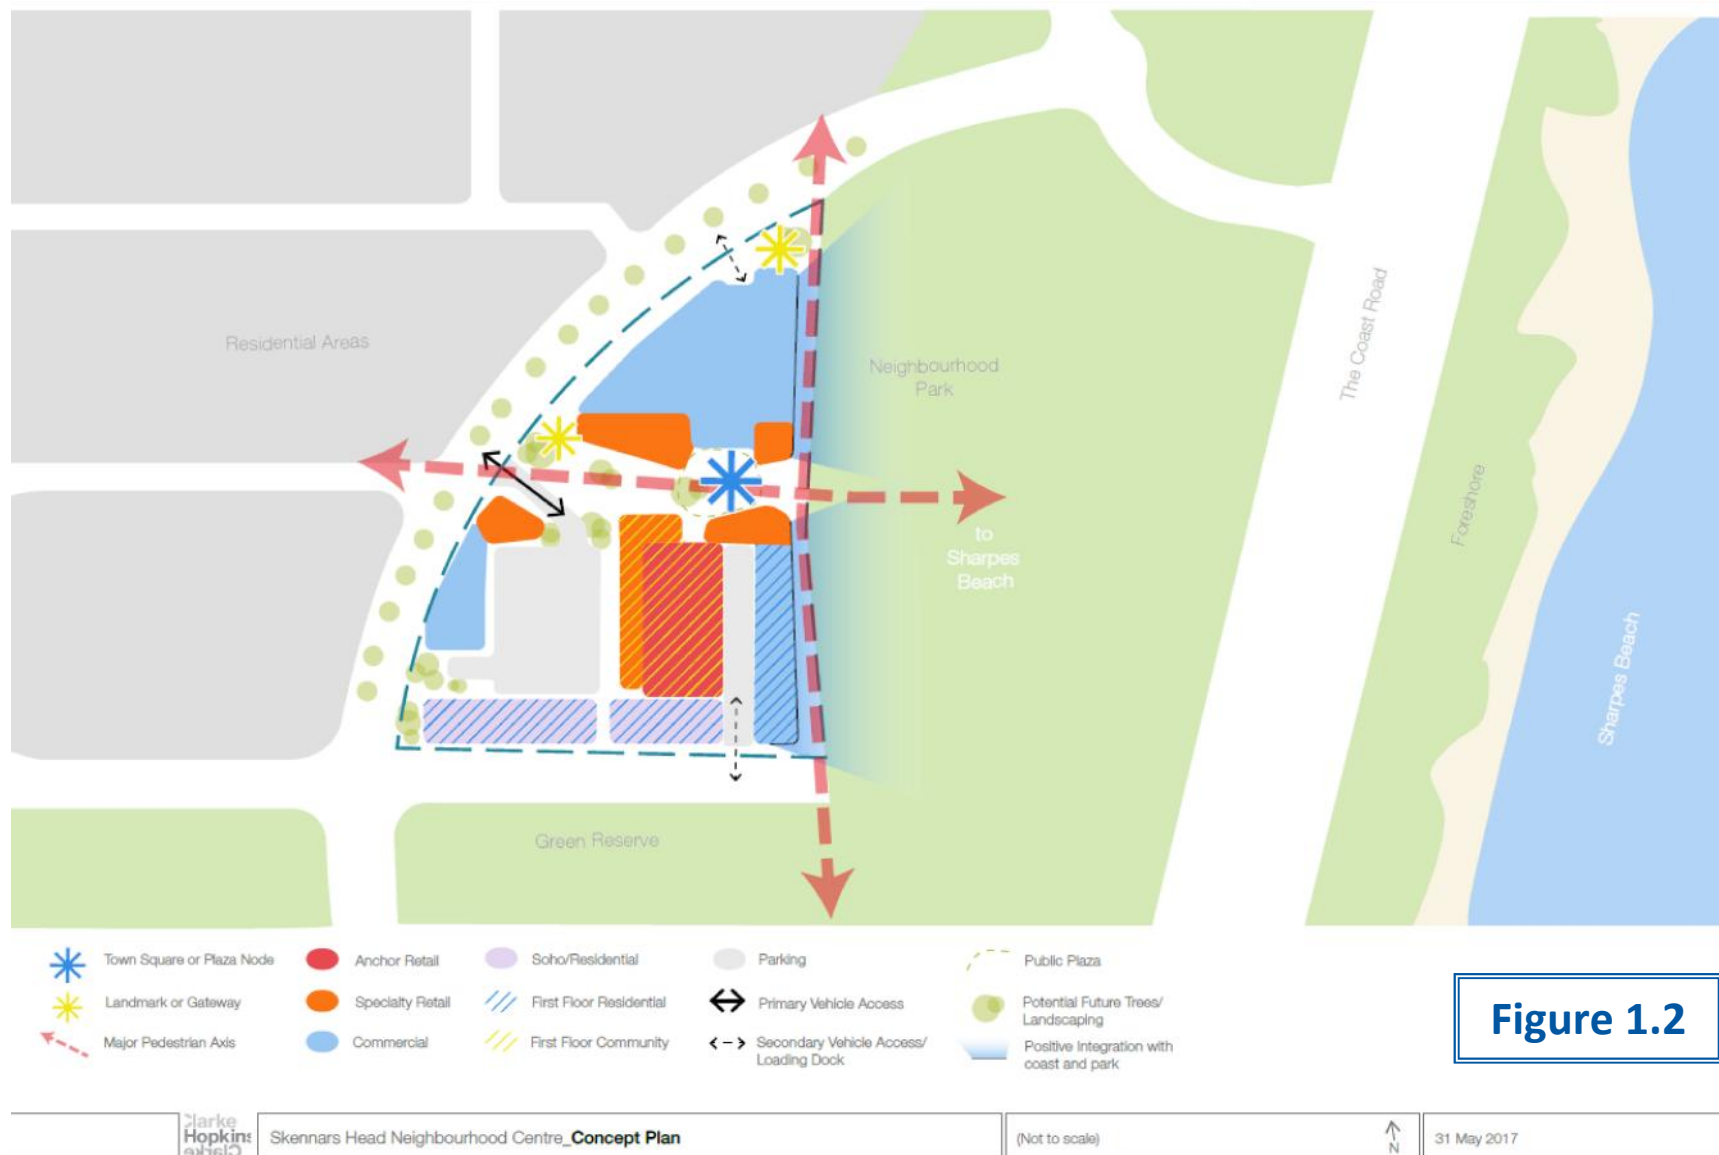 Residential Areas
Neighbourhood
Park
The Coast Road
Foreshore
to
Sharpes
Beach
Sharpes Beach
Green Reserve
Town Square or Plaza Node
Landmark or Gateway
Major Pedestrian Axis
Anchor Retail
Specialty Retail
Commercial
Soho/Residential
First Floor Residential
First Floor Community
Parking
Primary Vehicle Access
Secondary Vehicle Access/
Loading Dock
Public Plaza
Potential Future Trees/
Landscaping
Positive Integration with
coast and park
Figure 1.2
Clarke
Hopkins
Clarke
Skennars Head Neighbourhood Centre_Concept Plan
(Not to scale)
N
31 May 2017